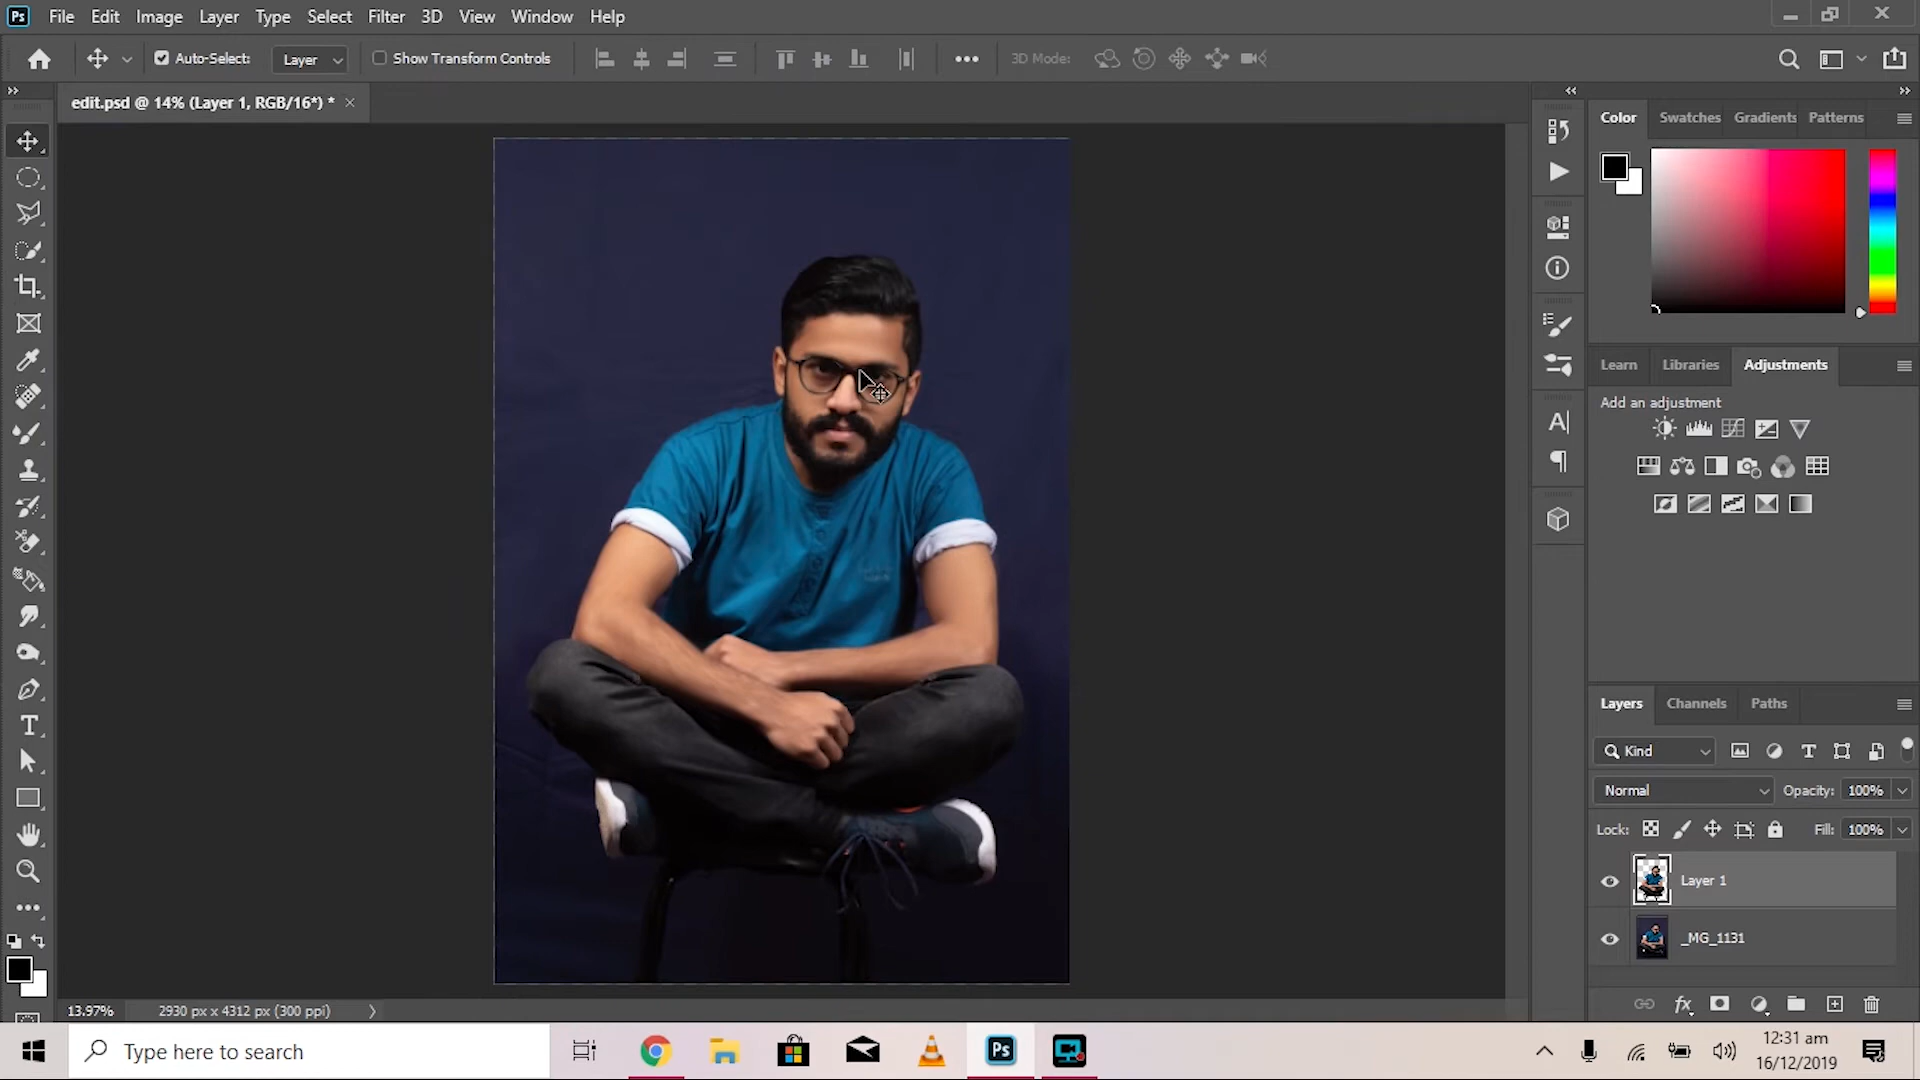 Ps File Edit Image Layer Type Select Filter 3D View Window Help
Auto-Select: Layer Show Transform Controls 3D Mode:
edit.psd @ 14% (Layer 1, RGB/16*) *
Color Swatches Gradients Patterns
Learn Libraries Adjustments
Add an adjustment
Layers Channels Paths
Kind
Normal Opacity: 100%
Lock: Fill: 100%
Layer 1
_MG_1131
13.97% 2930 px x 4312 px (300 ppi)
Type here to search
Ps
12:31 am
16/12/2019